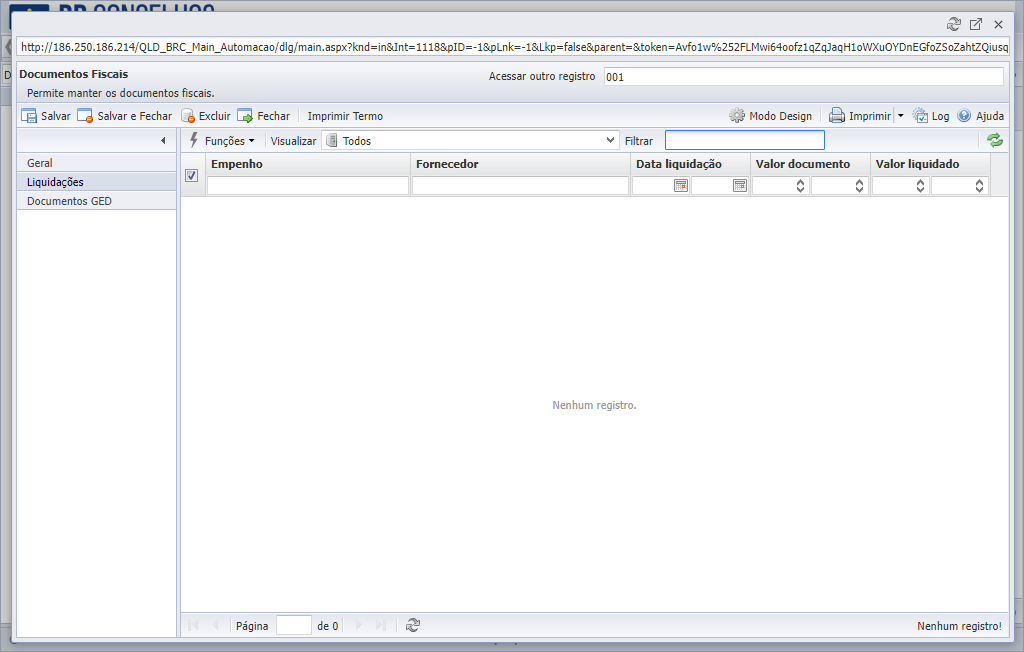 BR CONSELHOS
http://186.250.186.214/QLD_BRC_Main_Automacao/dlg/main.aspx?knd=in&Int=1118&pID=-1&pLnk=-1&Lkp=false&parent=&token=Avfo1w%252FLMwi64oofz1qZqJaqH1oWXuOYDnEGfoZSoZahtZQiusq
Documentos Fiscais
Acessar outro registro 001
Permite manter os documentos fiscais.
Salvar Salvar e Fechar Excluir Fechar Imprimir Termo Modo Design Imprimir Log Ajuda
Funções Visualizar Todos Filtrar
Geral
Liquidações
Documentos GED
Empenho Fornecedor Data liquidação Valor documento Valor liquidado
Nenhum registro.
Página de 0 Nenhum registro!